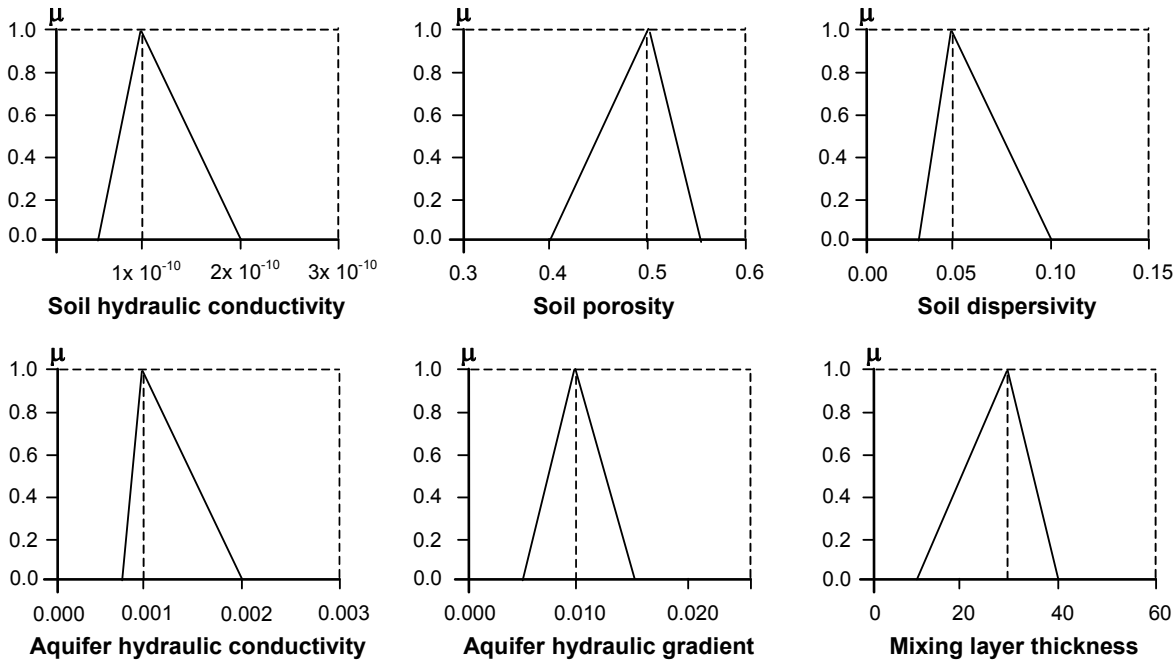 μ
1.0
0.8
0.6
0.4
0.2
0.0
1x 10-10 2x 10-10 3x 10-10
Soil hydraulic conductivity
μ
1.0
0.8
0.6
0.4
0.2
0.0
0.3 0.4 0.5 0.6
Soil porosity
μ
1.0
0.8
0.6
0.4
0.2
0.0
0.00 0.05 0.10 0.15
Soil dispersivity
μ
1.0
0.8
0.6
0.4
0.2
0.0
0.000 0.001 0.002 0.003
Aquifer hydraulic conductivity
μ
1.0
0.8
0.6
0.4
0.2
0.0
0.000 0.010 0.020
Aquifer hydraulic gradient
μ
1.0
0.8
0.6
0.4
0.2
0.0
0 20 40 60
Mixing layer thickness